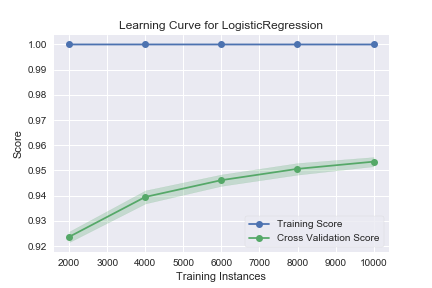 Learning Curve for LogisticRegression
1.00
0.99
0.98
0.97
0.96
0.95
0.94
0.93
0.92
Score
Training Score
Cross Validation Score
2000 3000 4000 5000 6000 7000 8000 9000 10000
Training Instances